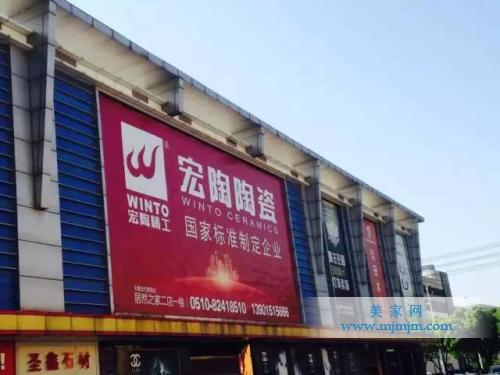 WINTO
宏陶精工
®
宏陶陶瓷
WINTO CERAMICS
国家标准制定企业
居然之家二店一楼 0510-82418510 13901515666
圣鑫石材
美家网
www.mjmjm.com